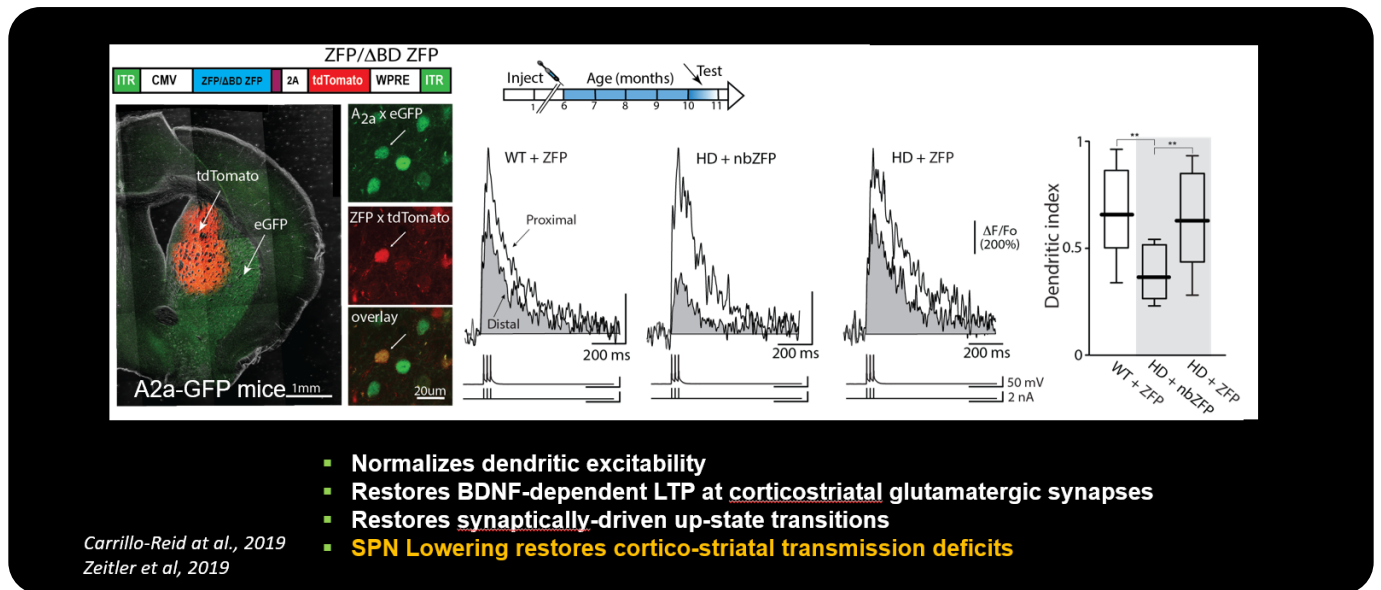 ZFP/ΔBD ZFP
ITR CMV ZFP/ΔBD ZFP 2A tdTomato WPRE ITR
tdTomato
eGFP
A2a-GFP mice 1mm
A2a x eGFP
ZFP x tdTomato
overlay
20um
Inject Age (months) Test
1 6 7 8 9 10 11
WT + ZFP
Proximal
Distal
200 ms
HD + nbZFP
200 ms
HD + ZFP
ΔF/Fo
(200%)
200 ms
50 mV
2 nA
Dendritic index
1
**
**
0.5
0
WT + ZFP
HD + nbZFP
HD + ZFP
▪ Normalizes dendritic excitability
▪ Restores BDNF-dependent LTP at corticostriatal glutamatergic synapses
▪ Restores synaptically-driven up-state transitions
▪ SPN Lowering restores cortico-striatal transmission deficits
Carrillo-Reid at al., 2019
Zeitler et al, 2019